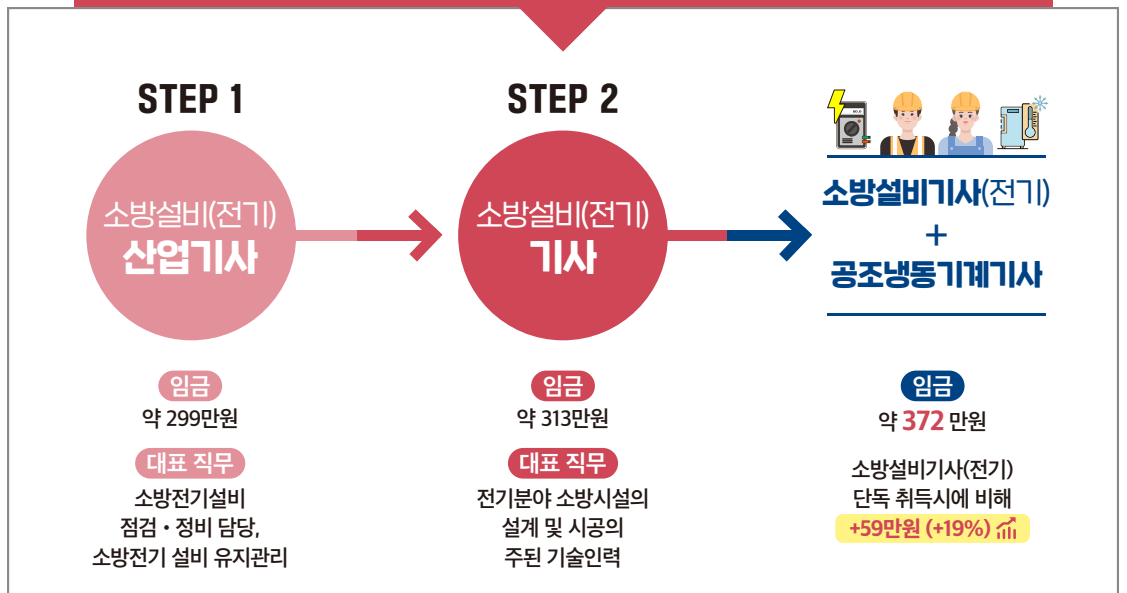 STEP 1
소방설비(전기)
산업기사
임금
약 299만원
대표 직무
소방전기설비
점검・정비 담당,
소방전기 설비 유지관리
STEP 2
소방설비(전기)
기사
임금
약 313만원
대표 직무
전기분야 소방시설의
설계 및 시공의
주된 기술인력
소방설비기사(전기)
+
공조냉동기계기사
임금
약 372 만원
소방설비기사(전기)
단독 취득시에 비해
+59만원 (+19%)